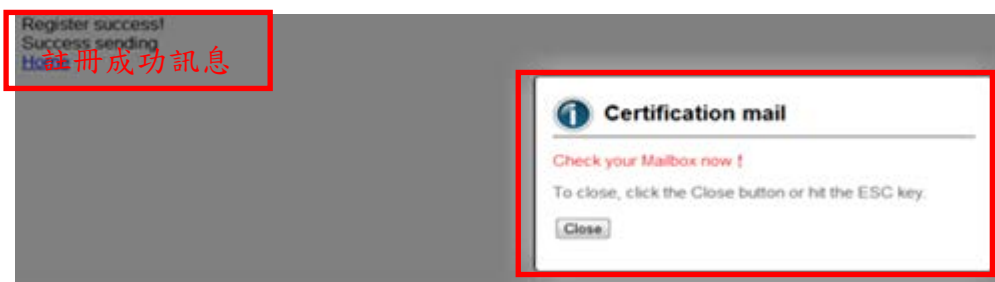 Register success!
Success sending
Home
註冊成功訊息
Certification mail
Check your Mailbox now !
To close, click the Close button or hit the ESC key.
Close